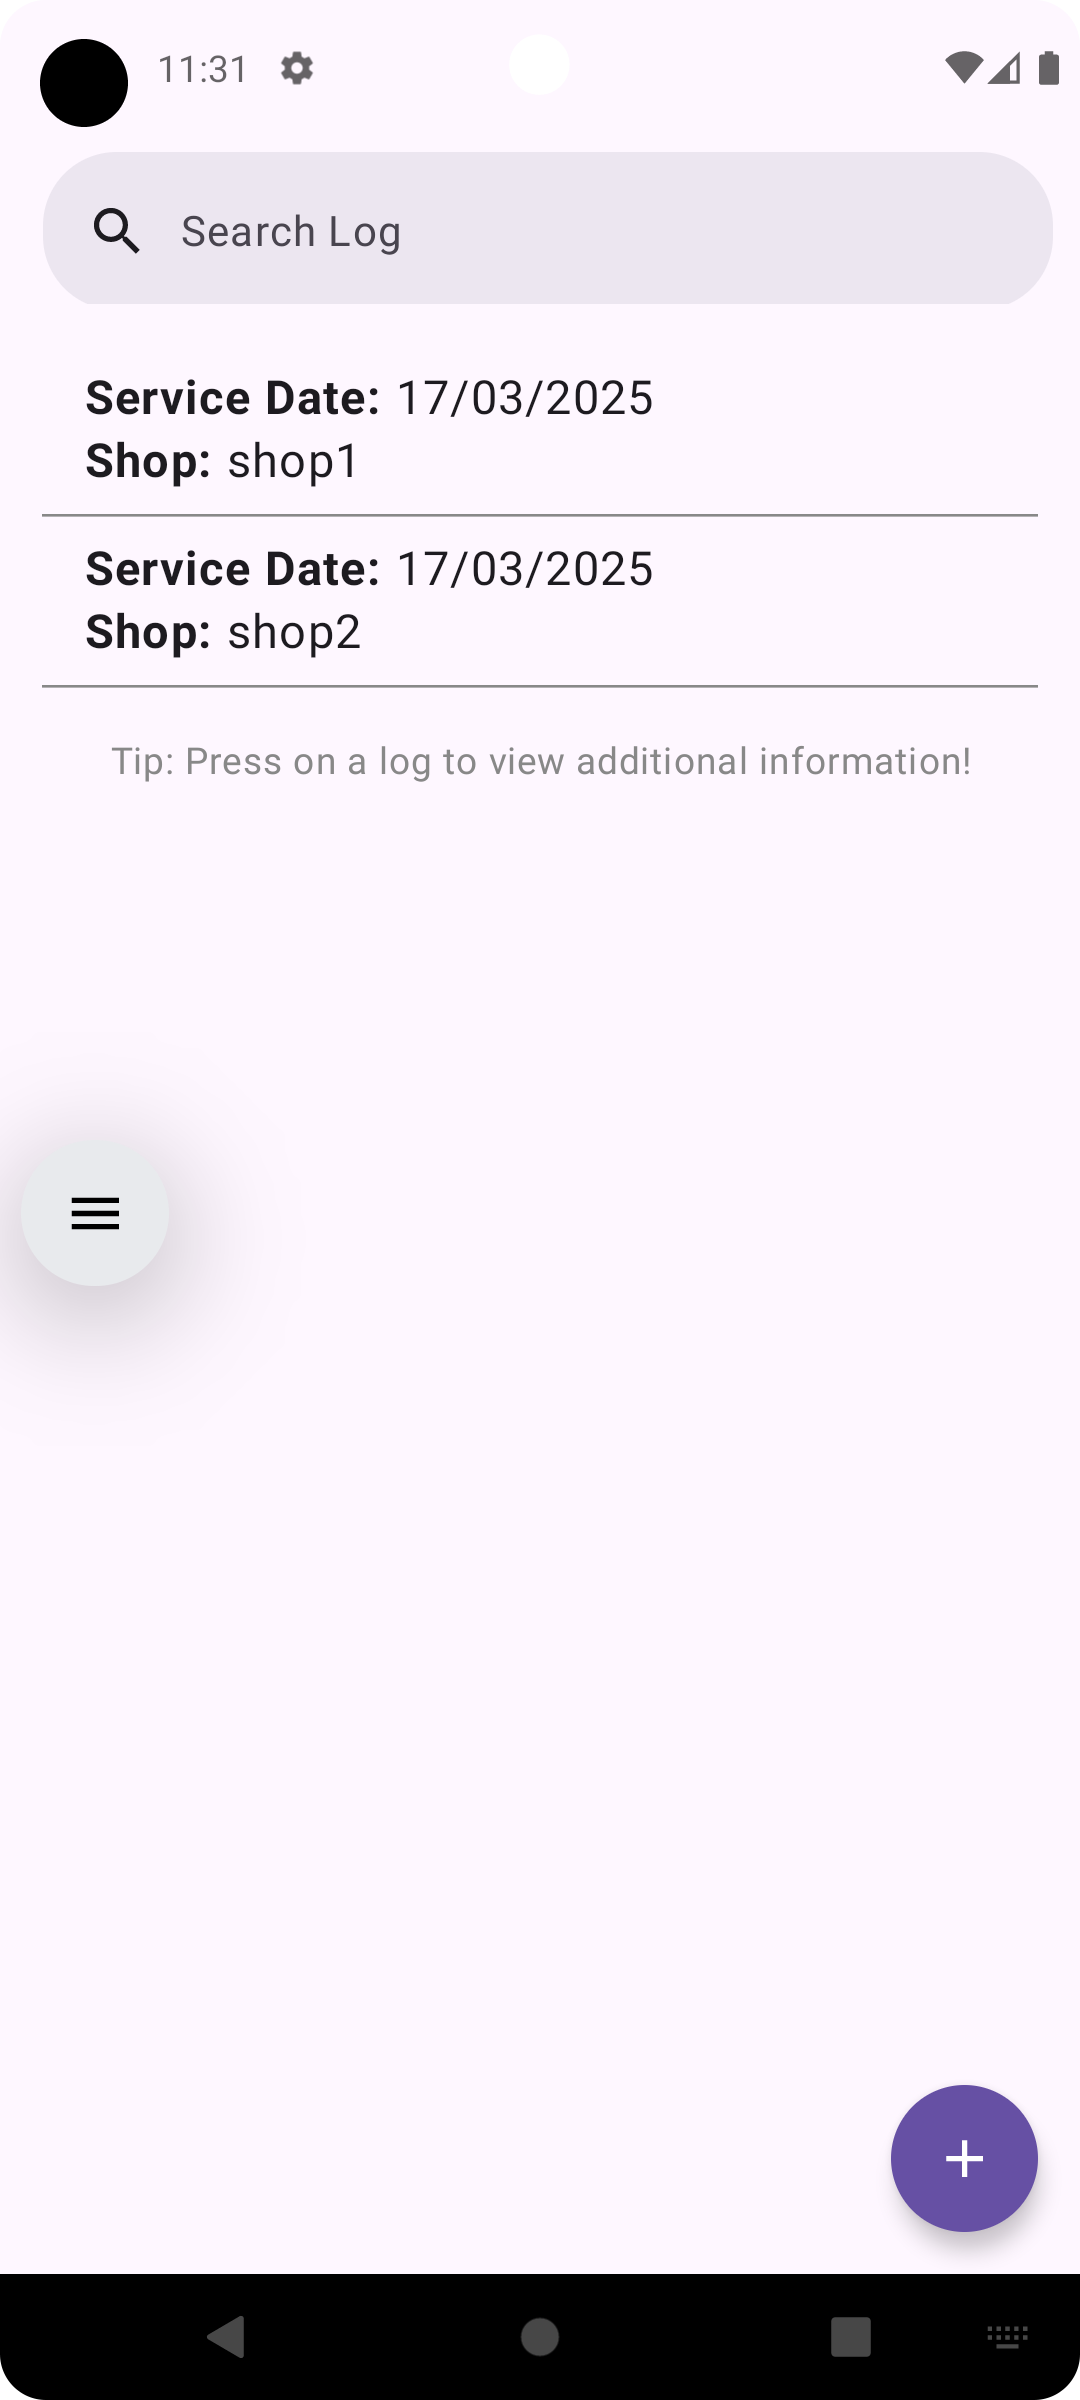 11:31
Search Log
Service Date: 17/03/2025
Shop: shop1
Service Date: 17/03/2025
Shop: shop2
Tip: Press on a log to view additional information!